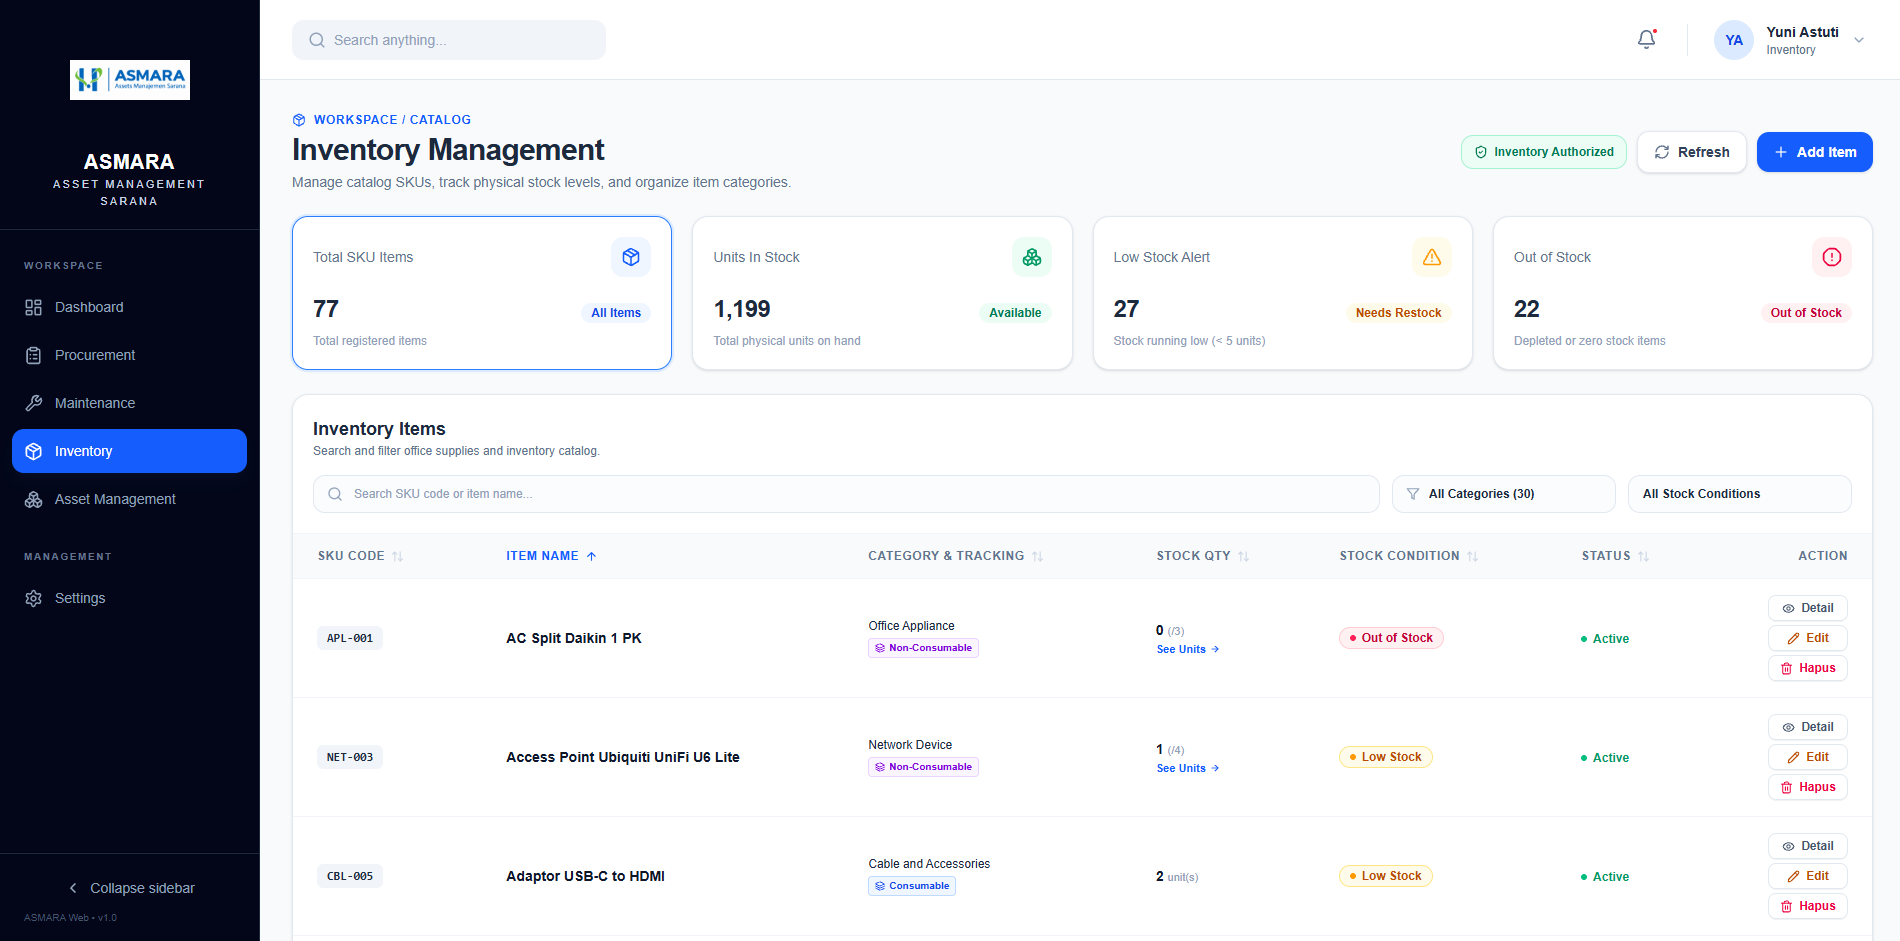 ASMARA
Assets Manajemen Sarana
ASMARA
ASSET MANAGEMENT
SARANA
WORKSPACE
Dashboard
Procurement
Maintenance
Inventory
Asset Management
MANAGEMENT
Settings
Collapse sidebar
ASMARA Web • v1.0
Search anything...
YA
Yuni Astuti
Inventory
WORKSPACE / CATALOG
Inventory Management
Manage catalog SKUs, track physical stock levels, and organize item categories.
Inventory Authorized
Refresh
Add Item
Total SKU Items
77
All Items
Total registered items
Units In Stock
1,199
Available
Total physical units on hand
Low Stock Alert
27
Needs Restock
Stock running low (< 5 units)
Out of Stock
22
Out of Stock
Depleted or zero stock items
Inventory Items
Search and filter office supplies and inventory catalog.
Search SKU code or item name...
All Categories (30)
All Stock Conditions
SKU CODE
ITEM NAME
CATEGORY & TRACKING
STOCK QTY
STOCK CONDITION
STATUS
ACTION
APL-001
AC Split Daikin 1 PK
Office Appliance
Non-Consumable
0 (/3)
See Units →
Out of Stock
Active
Detail
Edit
Hapus
NET-003
Access Point Ubiquiti UniFi U6 Lite
Network Device
Non-Consumable
1 (/4)
See Units →
Low Stock
Active
Detail
Edit
Hapus
CBL-005
Adaptor USB-C to HDMI
Cable and Accessories
Consumable
2 unit(s)
Low Stock
Active
Detail
Edit
Hapus